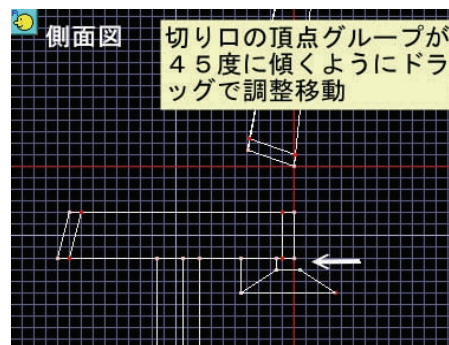 側面図
切り口の頂点グループが
４５度に傾くようにドラ
ッグで調整移動